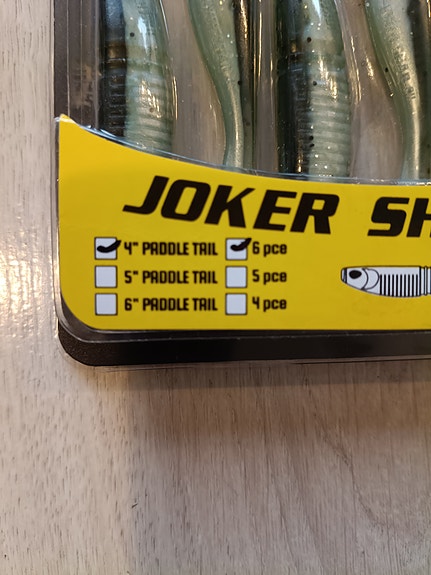 JOKER SH
4" PADDLE TAIL 6 pce
5" PADDLE TAIL 5 pce
6" PADDLE TAIL 4 pce